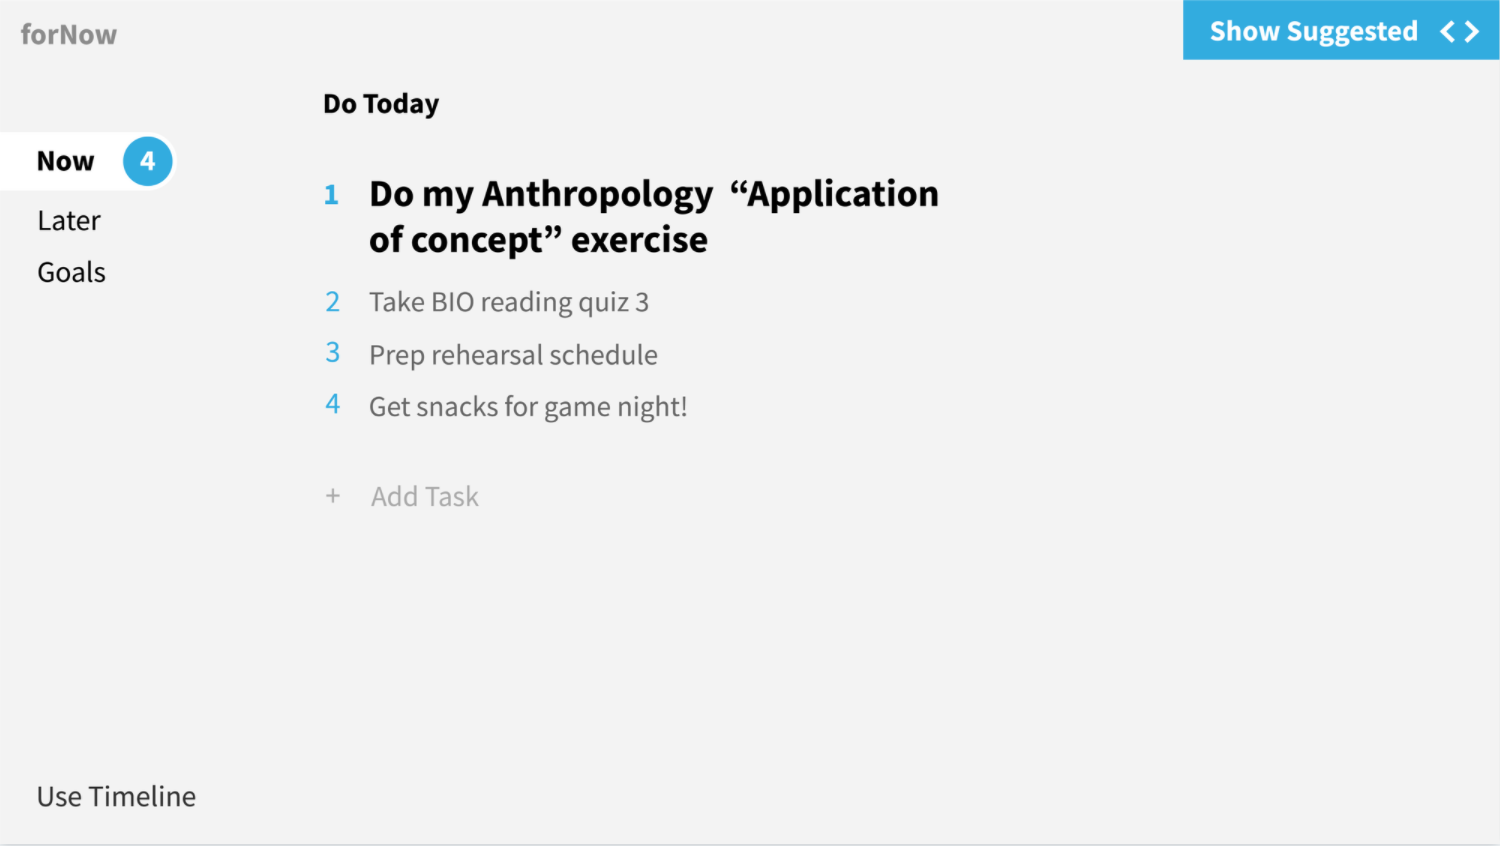 forNow
Show Suggested < >
Do Today
Now 4
Later
Goals
1 Do my Anthropology “Application
of concept” exercise
2 Take BIO reading quiz 3
3 Prep rehearsal schedule
4 Get snacks for game night!
+ Add Task
Use Timeline